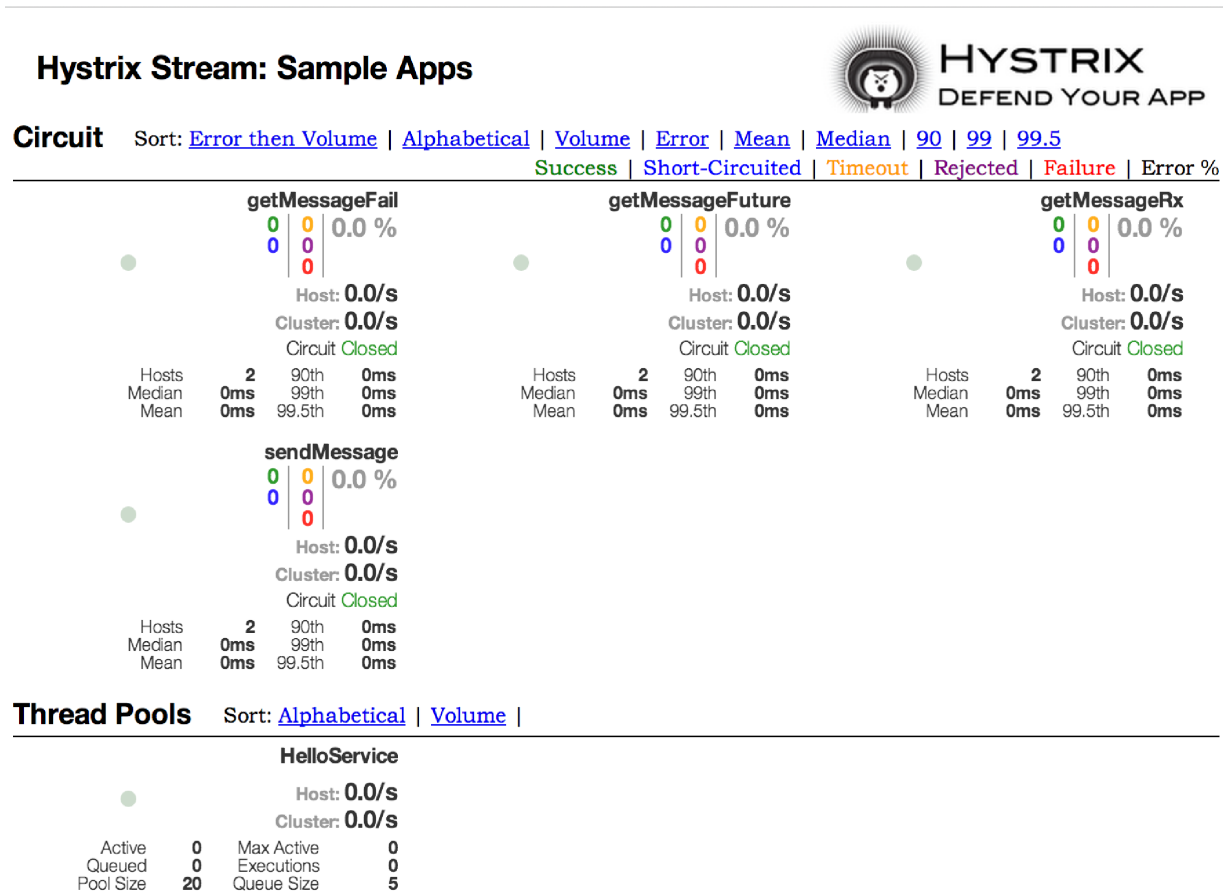 Hystrix Stream: Sample Apps
HYSTRIX
DEFEND YOUR APP
Circuit Sort: Error then Volume | Alphabetical | Volume | Error | Mean | Median | 90 | 99 | 99.5
Success | Short-Circuited | Timeout | Rejected | Failure | Error %
getMessageFail getMessageFuture getMessageRx
0 0 0.0 % 0 0 0.0 % 0 0 0.0 %
0 0 0 0 0 0
0 0 0
Host: 0.0/s Host: 0.0/s Host: 0.0/s
Cluster: 0.0/s Cluster: 0.0/s Cluster: 0.0/s
Circuit Closed Circuit Closed Circuit Closed
Hosts 2 90th 0ms Hosts 2 90th 0ms Hosts 2 90th 0ms
Median 0ms 99th 0ms Median 0ms 99th 0ms Median 0ms 99th 0ms
Mean 0ms 99.5th 0ms Mean 0ms 99.5th 0ms Mean 0ms 99.5th 0ms
sendMessage
0 0 0.0 %
0 0
0
Host: 0.0/s
Cluster: 0.0/s
Circuit Closed
Hosts 2 90th 0ms
Median 0ms 99th 0ms
Mean 0ms 99.5th 0ms
Thread Pools Sort: Alphabetical | Volume |
HelloService
Host: 0.0/s
Cluster: 0.0/s
Active 0 Max Active 0
Queued 0 Executions 0
Pool Size 20 Queue Size 5